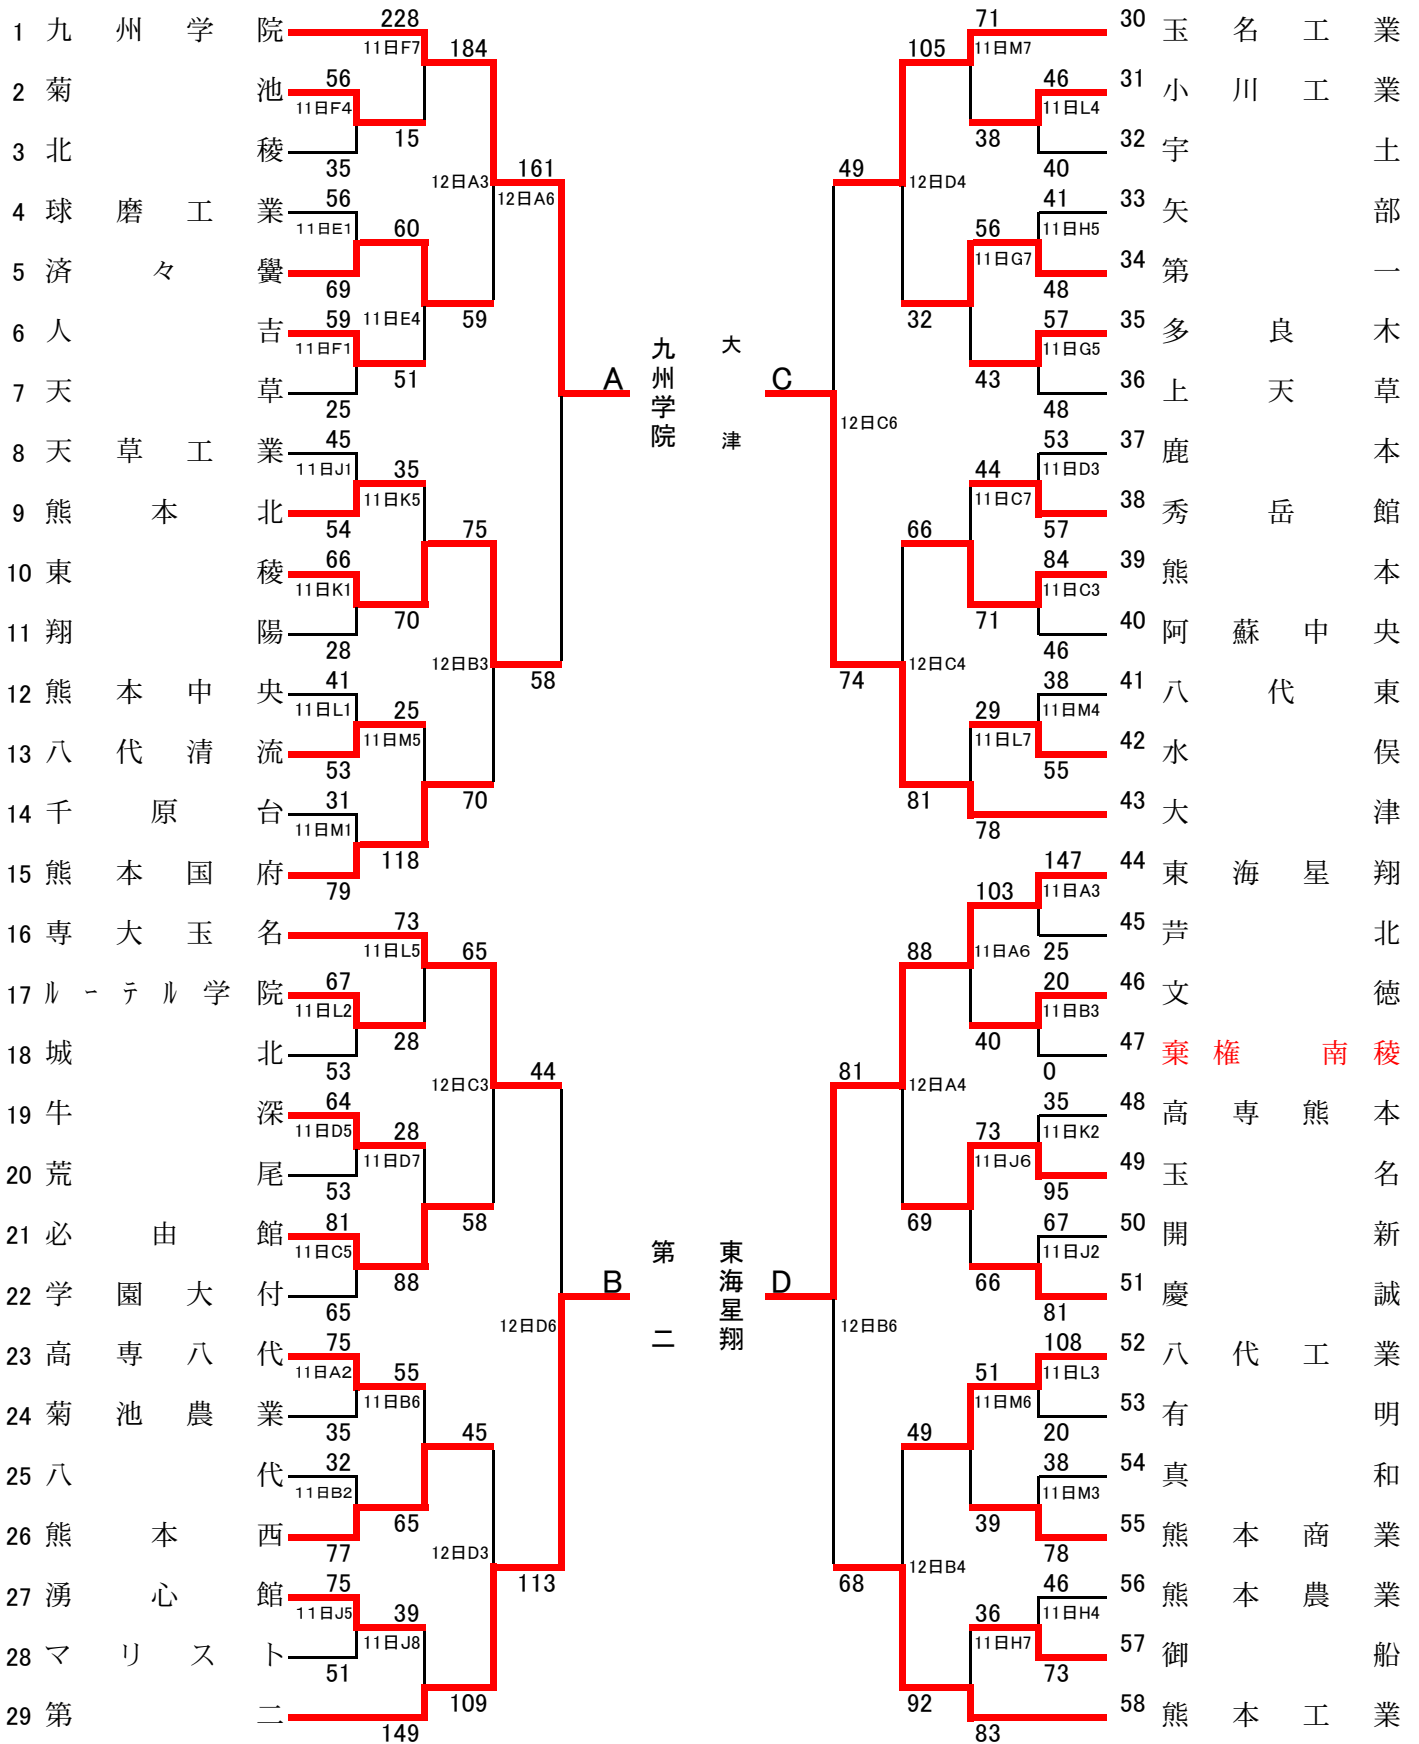 228 71
1 九州学院 30 玉名工業
11日F7 184 105 11日M7
56 46
2 菊池 31 小川工業
11日F4 11日L4
15 38
3 北稜 32 宇土
35 40
12日A3 161 49 12日D4
56 12日A6 41
4 球磨工業 33 矢部
11日E1 60 56 11日H5
11日G7
5 済々黌 34 第一
69 48
11日E4 59 32
59 57
6 人吉 35 多良木
11日F1 11日G5
51 43
7 天草 36 上天草
25 48
A 九州学院 大津 C
12日C6
45 53
8 天草工業 37 鹿本
11日J1 35 44 11日D3
11日K5 11日C7
9 熊本北 38 秀岳館
54 57
75 66
66 84
10 東稜 39 熊本
11日K1 11日C3
70 71
11 翔陽 40 阿蘇中央
28 46
12日B3 58 74 12日C4
41 38
12 熊本中央 41 八代東
11日L1 25 29 11日M4
11日M5 11日L7
13 八代清流 42 水俣
53 55
70 81
31
14 千原台 43 大津
11日M1 78
118
15 熊本国府 147 44 東海星翔
79 103 11日A3
73
16 専大玉名 45 芦北
11日L5 65 88 11日A6 25
67 20
17 ルーテル学院 46 文徳
11日L2 11日B3
28 40
18 城北 47 棄権 南稜
53 0
12日C3 44 81 12日A4
64 35
19 牛深 48 高専熊本
11日D5 28 73 11日K2
11日D7 11日J6
20 荒尾 49 玉名
53 95
58 69
81 67
21 必由館 50 開新
11日C5 11日J2
88 66
22 学園大付 51 慶誠
65 81
B 第二 東海星翔 D
12日D6 12日B6
75 108
23 高専八代 52 八代工業
11日A2 55 51 11日L3
11日B6 11日M6
24 菊池農業 53 有明
35 20
45 49
32 38
25 八代 54 真和
11日B2 11日M3
65 39
26 熊本西 55 熊本商業
77 78
12日D3 113 68 12日B4
75 46
27 湧心館 56 熊本農業
11日J5 39 36 11日H4
11日J8 11日H7
28 マリスト 57 御船
51 73
109 92
29 第二 58 熊本工業
149 83